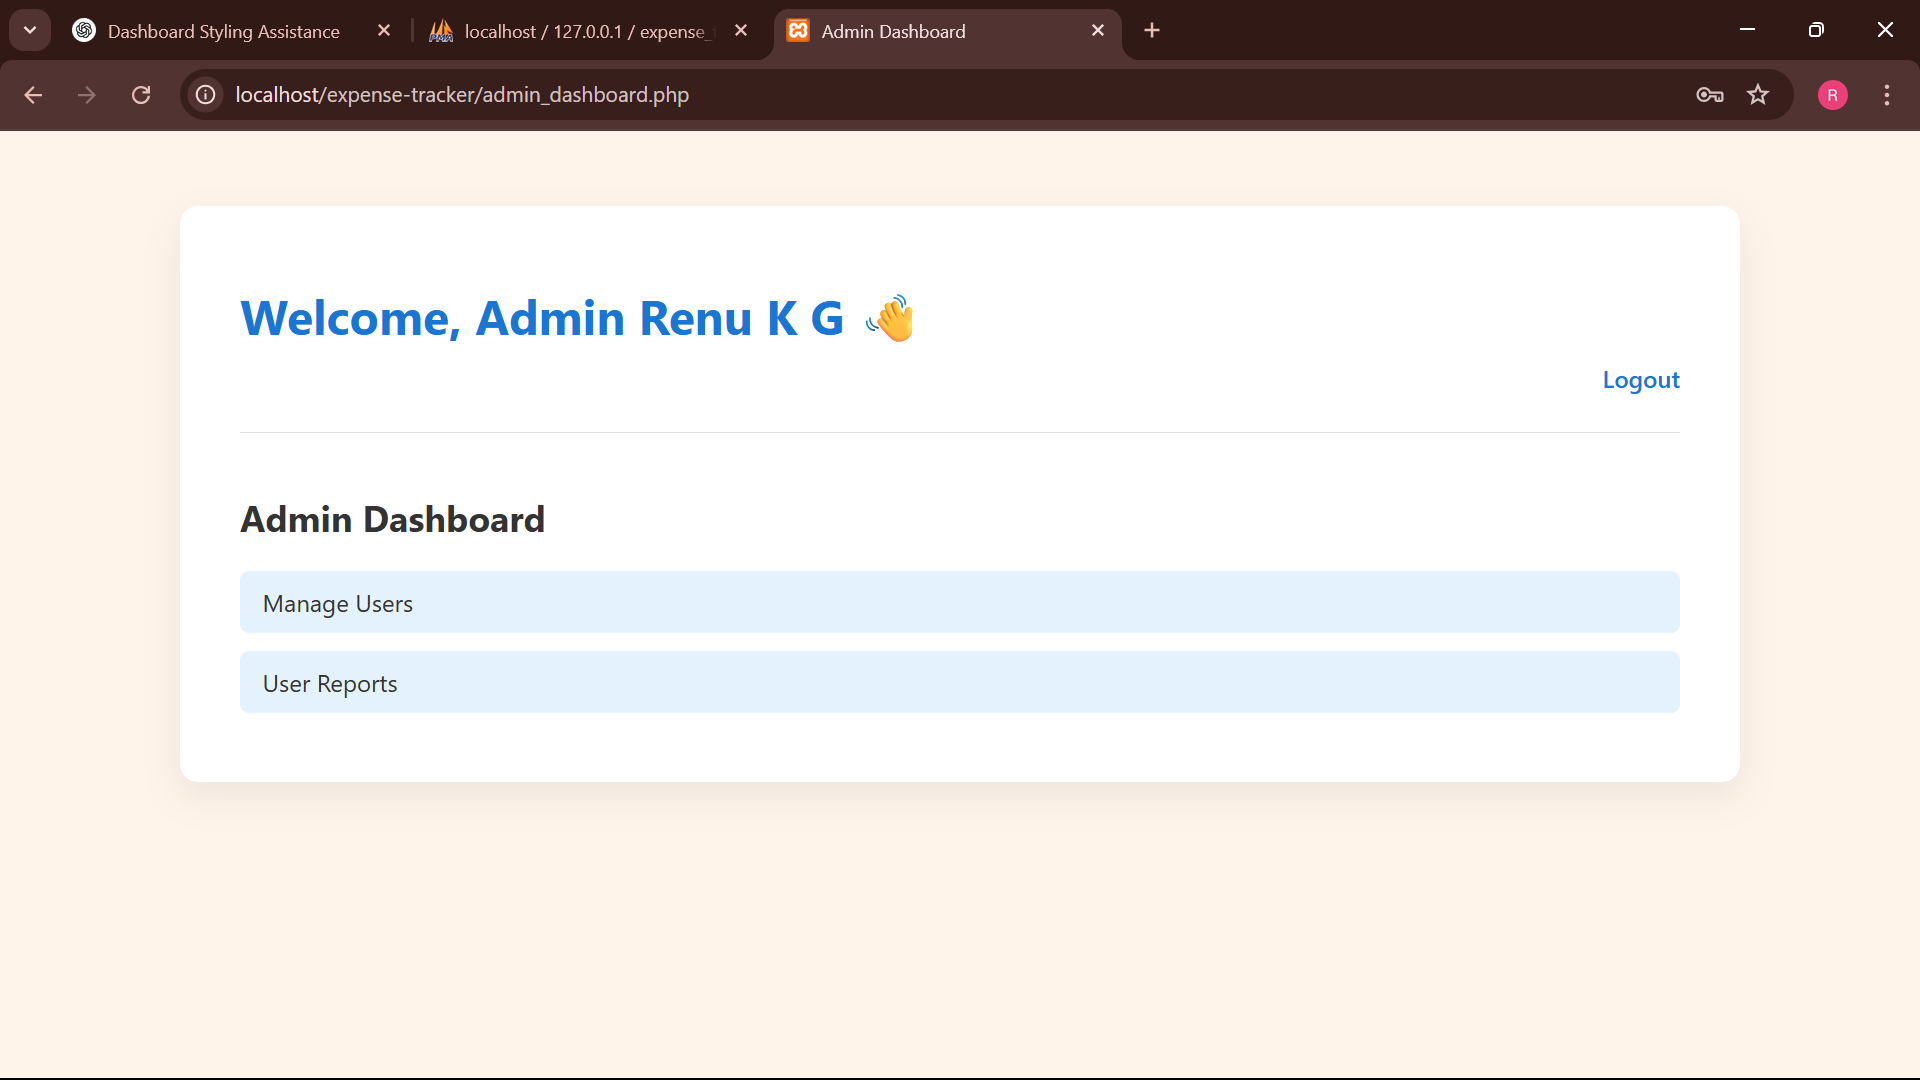 Dashboard Styling Assistance
localhost / 127.0.0.1 / expense_
Admin Dashboard
localhost/expense-tracker/admin_dashboard.php
R
Welcome, Admin Renu K G 👋
Logout
Admin Dashboard
Manage Users
User Reports